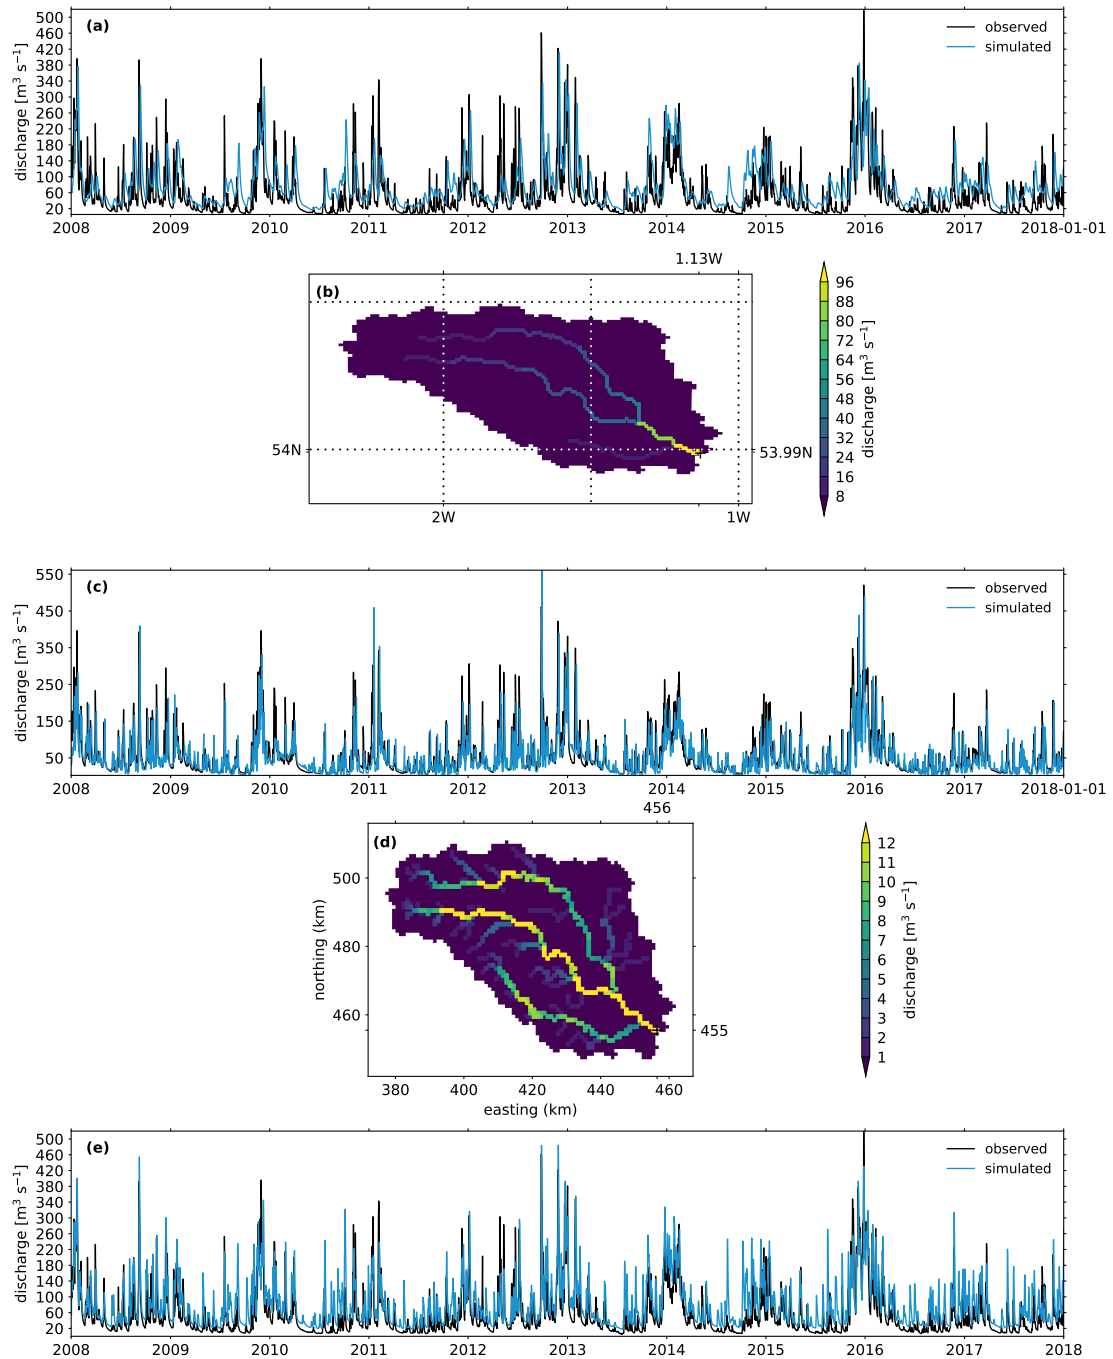 (a)
observed
simulated
discharge [m³ s⁻¹]
500
460
420
380
340
300
260
220
180
140
100
60
20
2008 2009 2010 2011 2012 2013 2014 2015 2016 2017 2018-01-01
1.13W
(b)
54N
53.99N
2W 1W
96
88
80
72
64
56
48
40
32
24
16
8
discharge [m³ s⁻¹]
(c)
observed
simulated
discharge [m³ s⁻¹]
550
450
350
250
150
50
2008 2009 2010 2011 2012 2013 2014 2015 2016 2017 2018-01-01
456
(d)
northing (km)
500
480
460
455
380 400 420 440 460
easting (km)
12
11
10
9
8
7
6
5
4
3
2
1
discharge [m³ s⁻¹]
(e)
observed
simulated
discharge [m³ s⁻¹]
500
460
420
380
340
300
260
220
180
140
100
60
20
2008 2009 2010 2011 2012 2013 2014 2015 2016 2017 2018